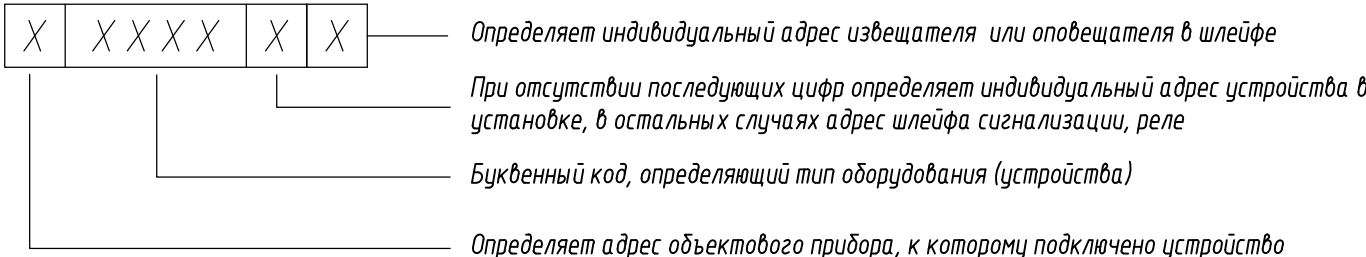 X XXXX X X Определяет индивидуальный адрес извещателя или оповещателя в шлейфе
При отсутствии последующих цифр определяет индивидуальный адрес устройства в
установке, в остальных случаях адрес шлейфа сигнализации, реле
Буквенный код, определяющий тип оборудования (устройства)
Определяет адрес объектового прибора, к которому подключено устройство